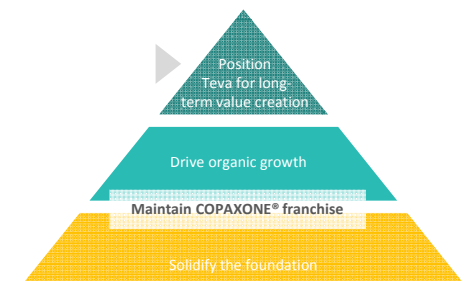 Position
Teva for long-
term value creation
Drive organic growth
Maintain COPAXONE® franchise
Solidify the foundation